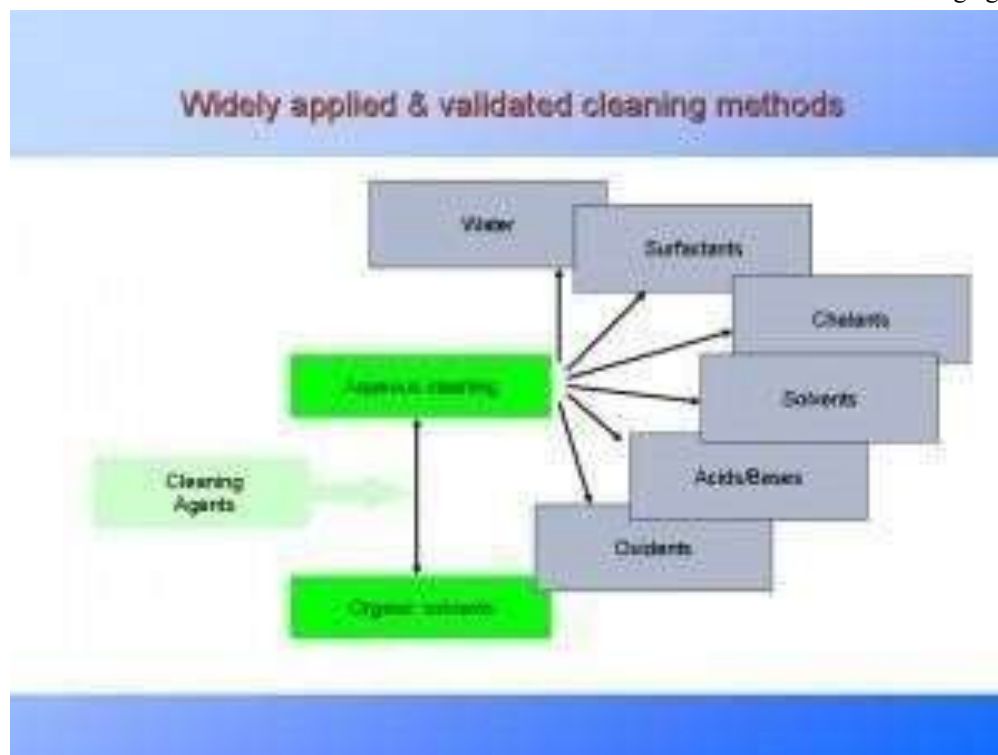 Widely applied & validated cleaning methods
Water
Surfactants
Chelants
Solvents
Acids/Bases
Oxidants
Aqueous cleaning
Cleaning
Agents
Organic solvents